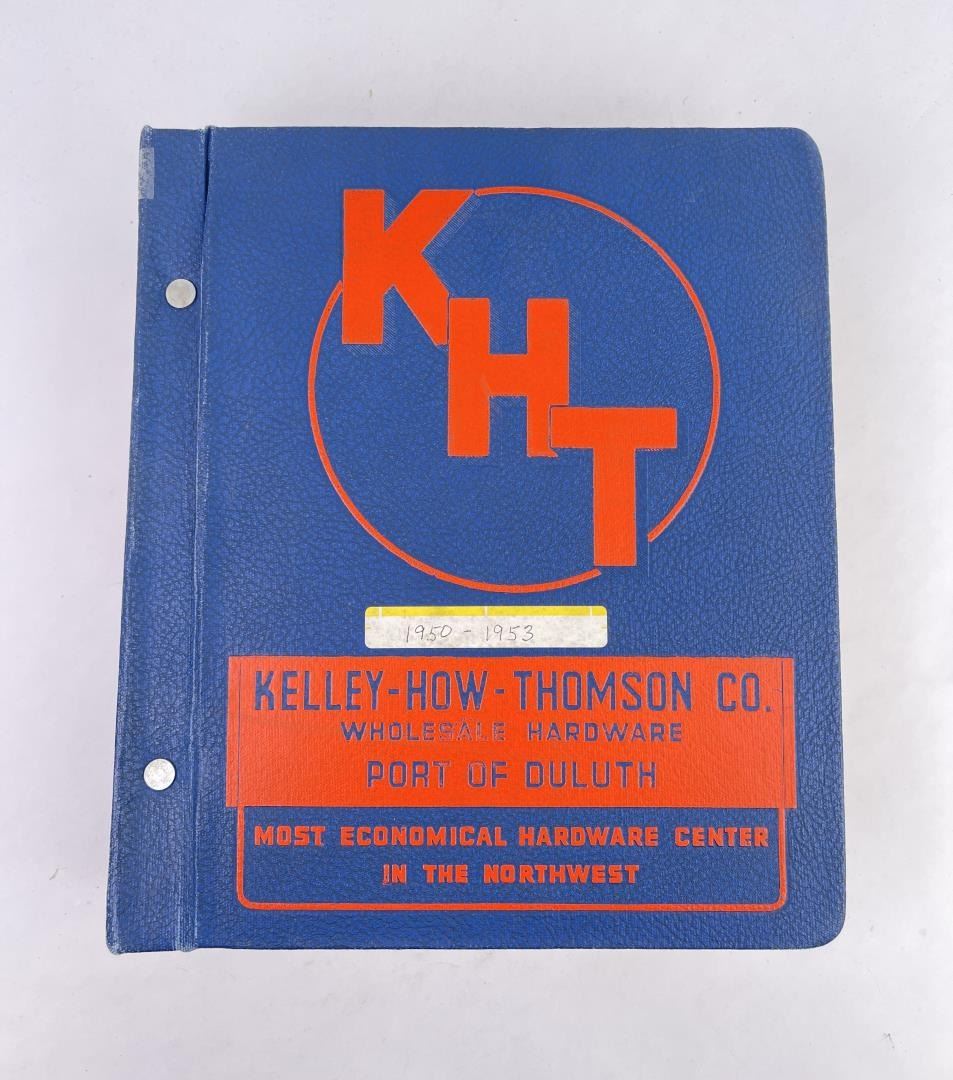 KHT
1950 - 1953
KELLEY-HOW-THOMSON CO.
WHOLESALE HARDWARE
PORT OF DULUTH
MOST ECONOMICAL HARDWARE CENTER
IN THE NORTHWEST